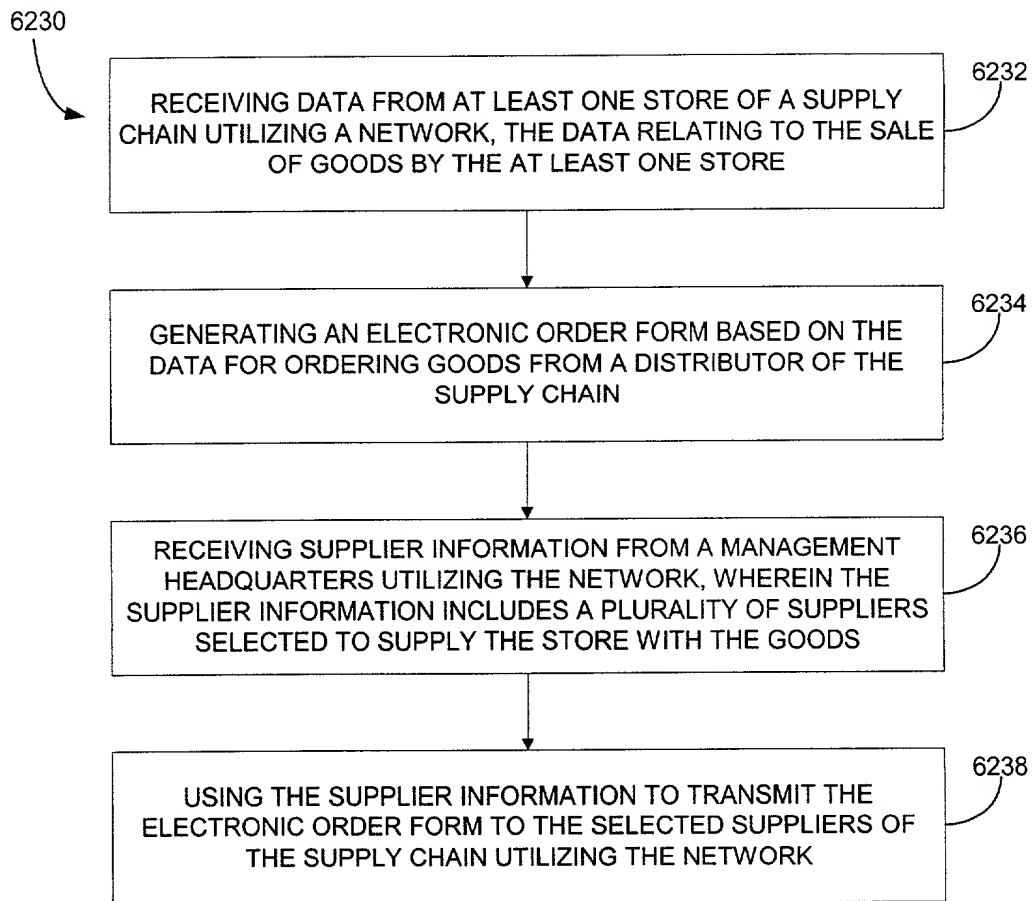 6230
6232
RECEIVING DATA FROM AT LEAST ONE STORE OF A SUPPLY
CHAIN UTILIZING A NETWORK, THE DATA RELATING TO THE SALE
OF GOODS BY THE AT LEAST ONE STORE
6234
GENERATING AN ELECTRONIC ORDER FORM BASED ON THE
DATA FOR ORDERING GOODS FROM A DISTRIBUTOR OF THE
SUPPLY CHAIN
6236
RECEIVING SUPPLIER INFORMATION FROM A MANAGEMENT
HEADQUARTERS UTILIZING THE NETWORK, WHEREIN THE
SUPPLIER INFORMATION INCLUDES A PLURALITY OF SUPPLIERS
SELECTED TO SUPPLY THE STORE WITH THE GOODS
6238
USING THE SUPPLIER INFORMATION TO TRANSMIT THE
ELECTRONIC ORDER FORM TO THE SELECTED SUPPLIERS OF
THE SUPPLY CHAIN UTILIZING THE NETWORK